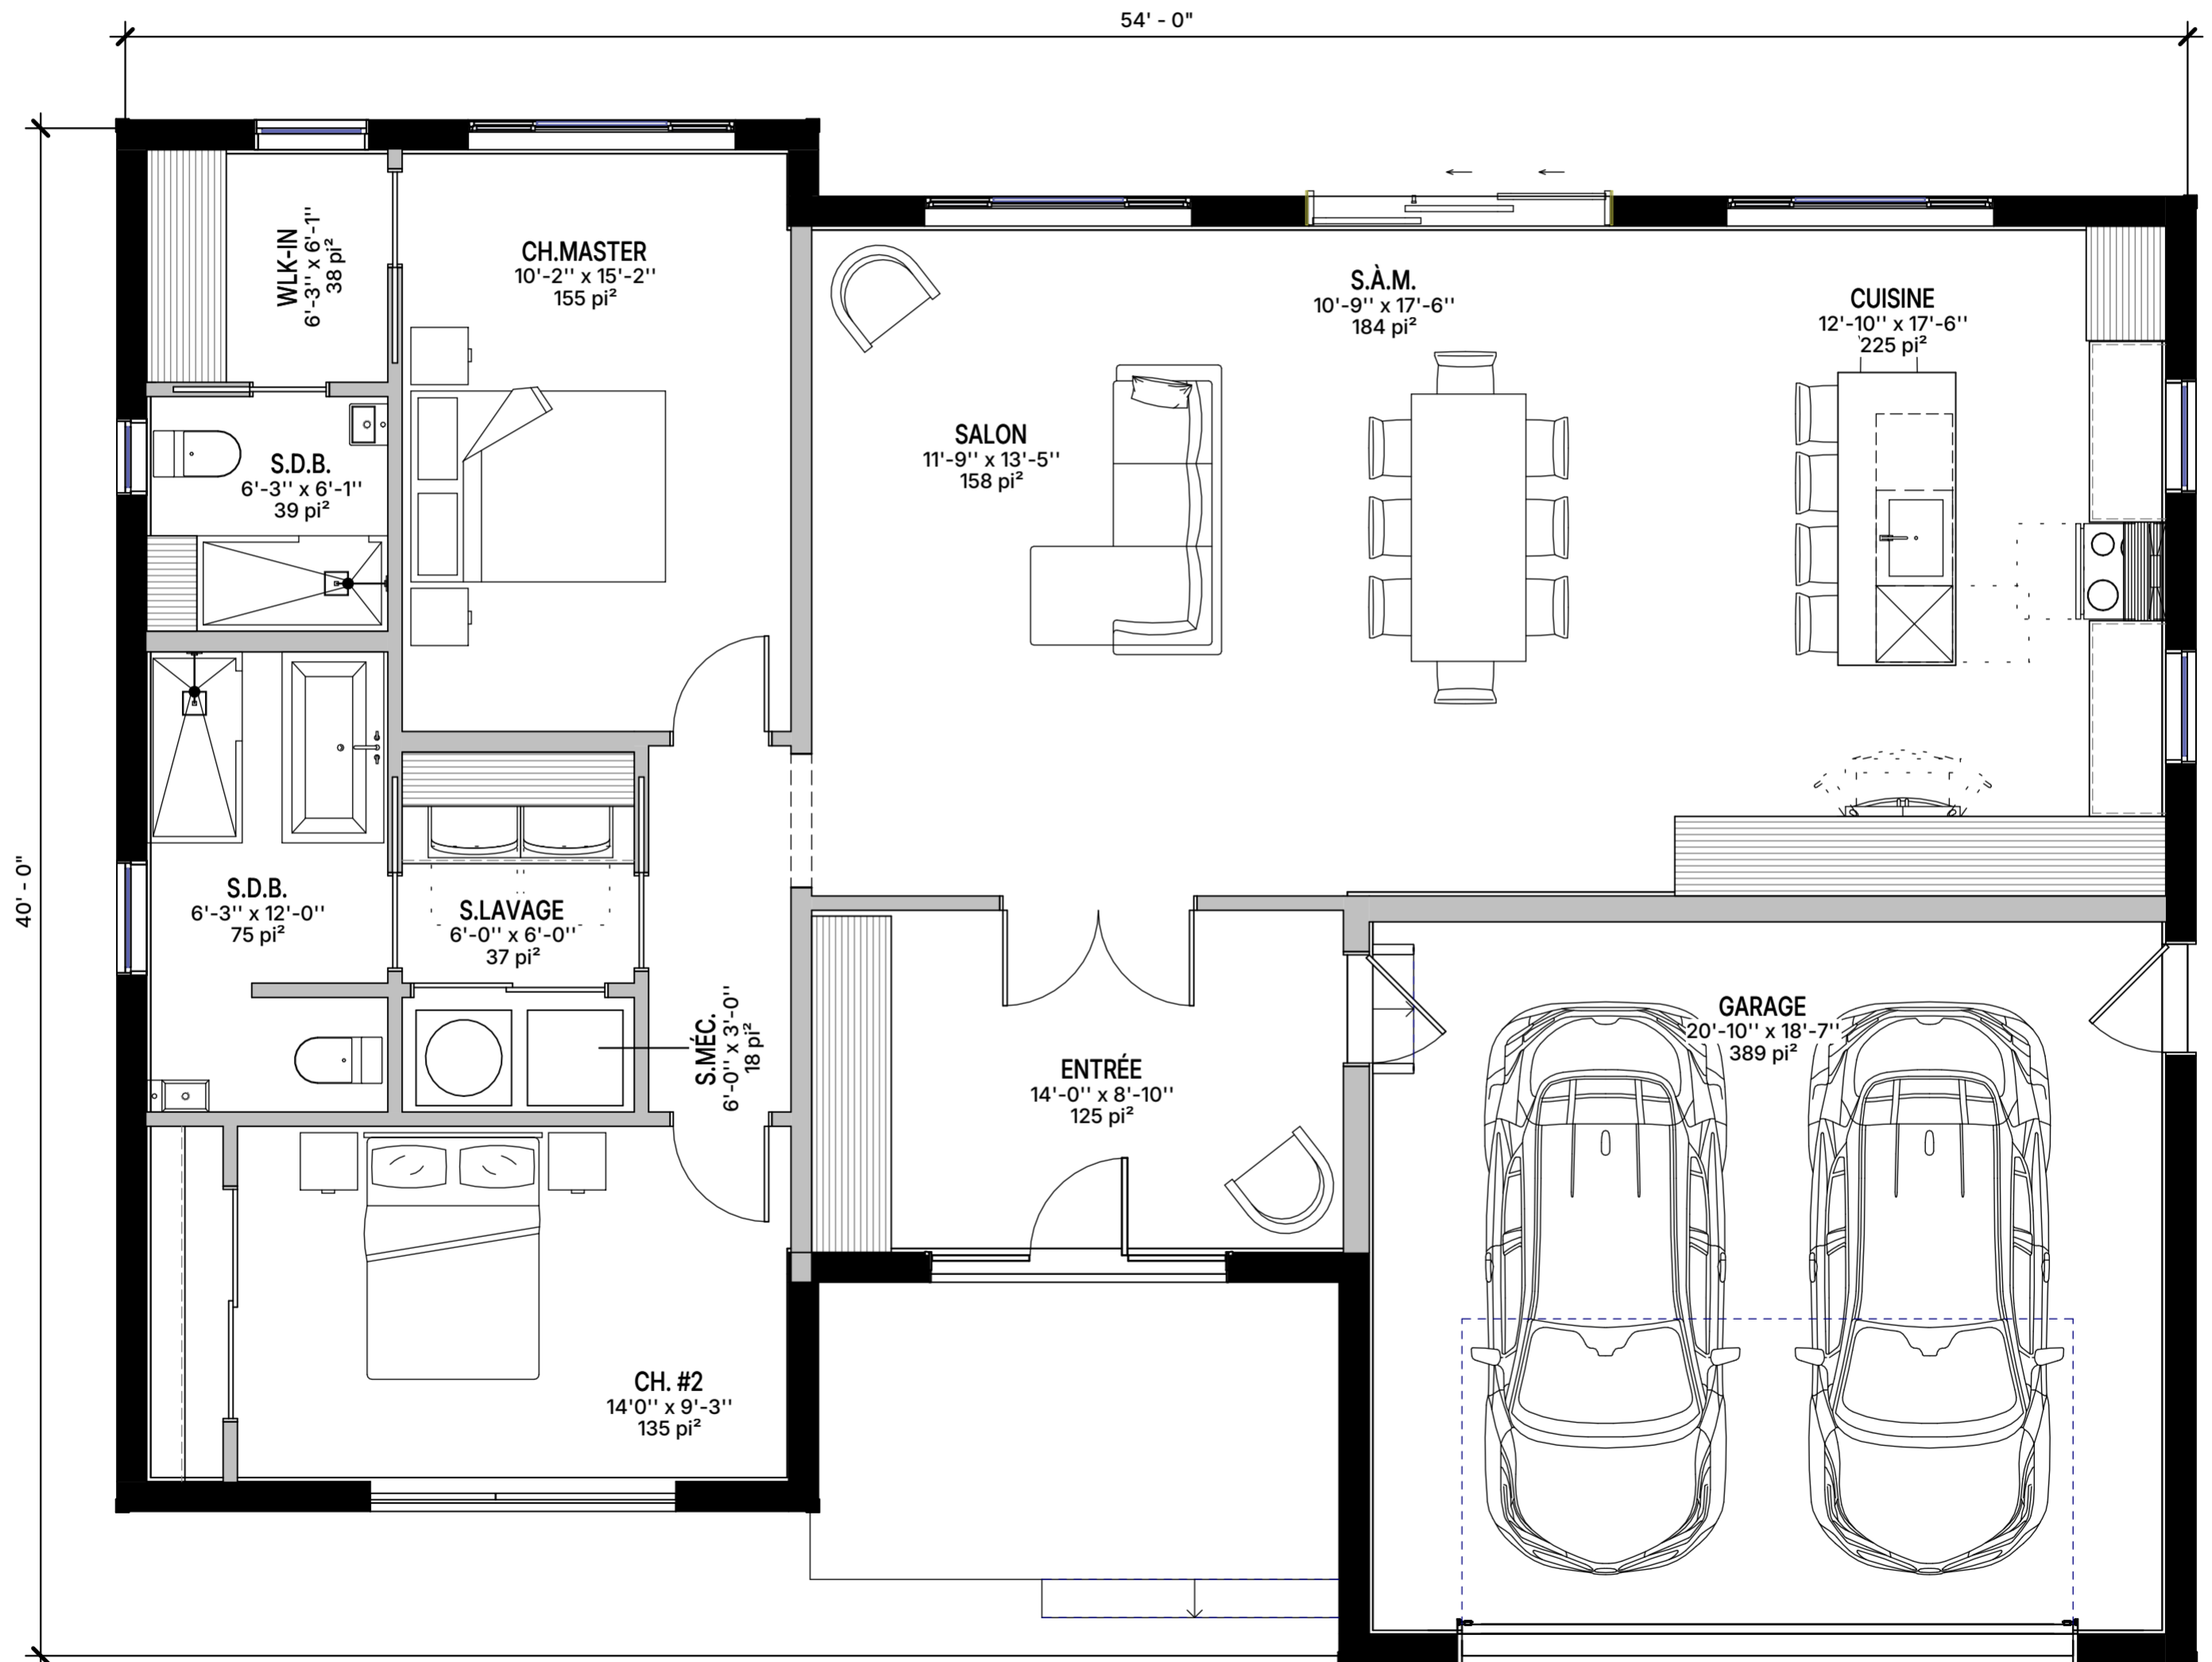 54' - 0"
40' - 0"
WLK-IN
6'-3'' x 6'-1''
38 pi²
CH.MASTER
10'-2'' x 15'-2''
155 pi²
S.À.M.
10'-9'' x 17'-6''
184 pi²
CUISINE
12'-10'' x 17'-6''
225 pi²
SALON
11'-9'' x 13'-5''
158 pi²
S.D.B.
6'-3'' x 6'-1''
39 pi²
S.D.B.
6'-3'' x 12'-0''
75 pi²
S.LAVAGE
6'-0'' x 6'-0''
37 pi²
S.MÉC.
6'-0'' x 3'-0''
18 pi²
ENTRÉE
14'-0'' x 8'-10''
125 pi²
GARAGE
20'-10'' x 18'-7''
389 pi²
CH. #2
14'0'' x 9'-3''
135 pi²